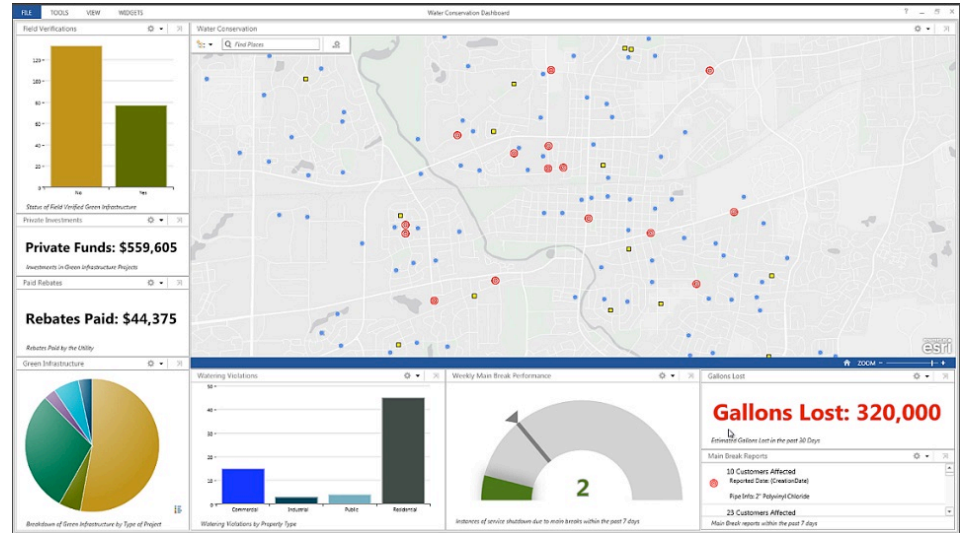 FILE TOOLS VIEW WIDGETS
Water Conservation Dashboard
Field Verifications
120
100
80
60
40
20
0
No Yes
Status of Field Verified Green Infrastructure
Private Investments
Private Funds: $559,605
Investments in Green Infrastructure Projects
Paid Rebates
Rebates Paid: $44,375
Rebates Paid by the Utility
Green Infrastructure
Breakdown of Green Infrastructure by Type of Project
Water Conservation
Find Places
esri
ZOOM
Watering Violations
50
40
30
20
10
0
Commercial Industrial Public Residential
Watering Violations by Property Type
Weekly Main Break Performance
2
Instances of service shutdown due to main breaks within the past 7 days
Gallons Lost
Gallons Lost: 320,000
Estimated Gallons Lost in the past 30 Days
Main Break Reports
10 Customers Affected
Reported Date: {CreationDate}
Pipe Info: 2" Polyvinyl Chloride
23 Customers Affected
Main Break reports within the past 7 days